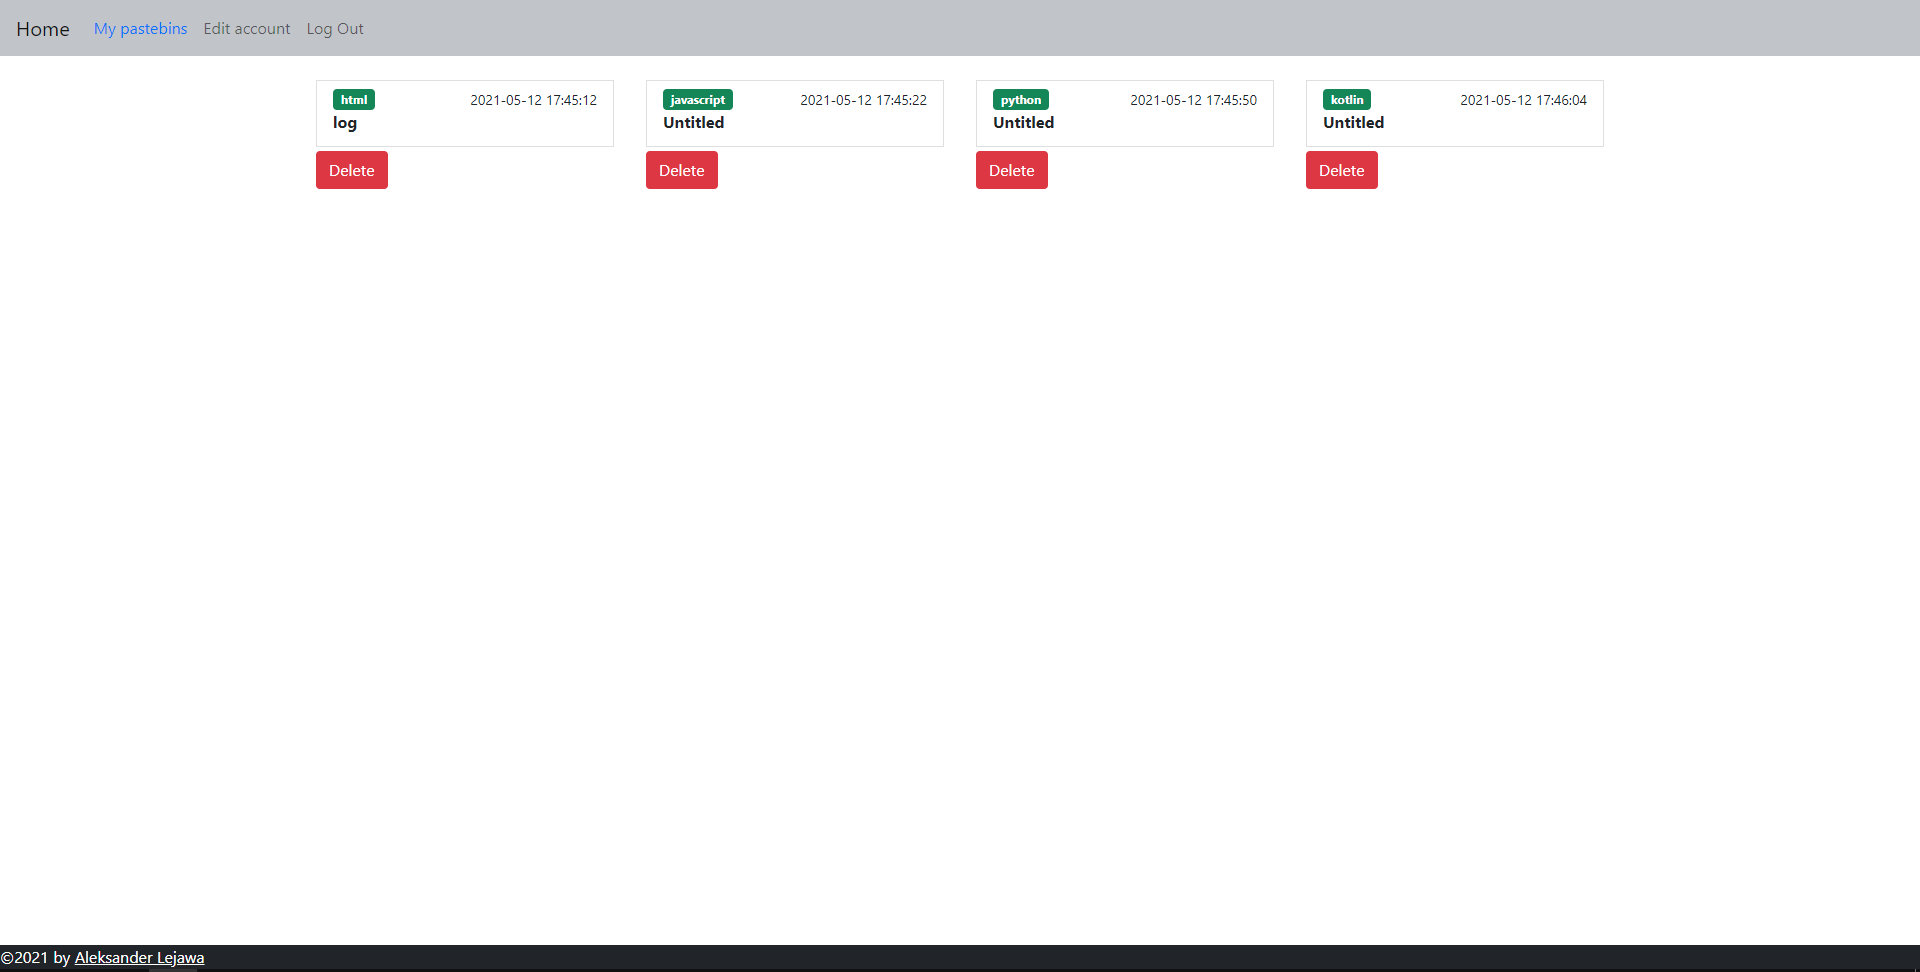 Home My pastebins Edit account Log Out
html 2021-05-12 17:45:12
log
Delete
javascript 2021-05-12 17:45:22
Untitled
Delete
python 2021-05-12 17:45:50
Untitled
Delete
kotlin 2021-05-12 17:46:04
Untitled
Delete
©2021 by Aleksander Lejawa